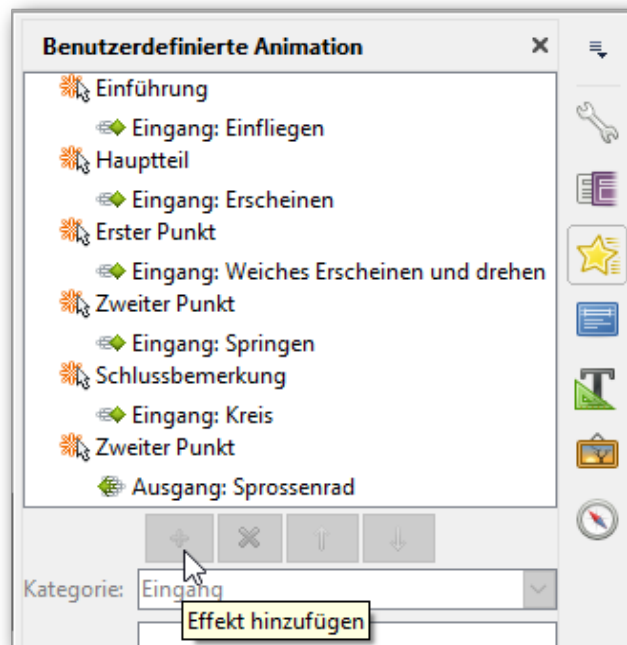 Benutzerdefinierte Animation
Einführung
Eingang: Einfliegen
Hauptteil
Eingang: Erscheinen
Erster Punkt
Eingang: Weiches Erscheinen und drehen
Zweiter Punkt
Eingang: Springen
Schlussbemerkung
Eingang: Kreis
Zweiter Punkt
Ausgang: Sprossenrad
Kategorie: Eingang
Effekt hinzufügen